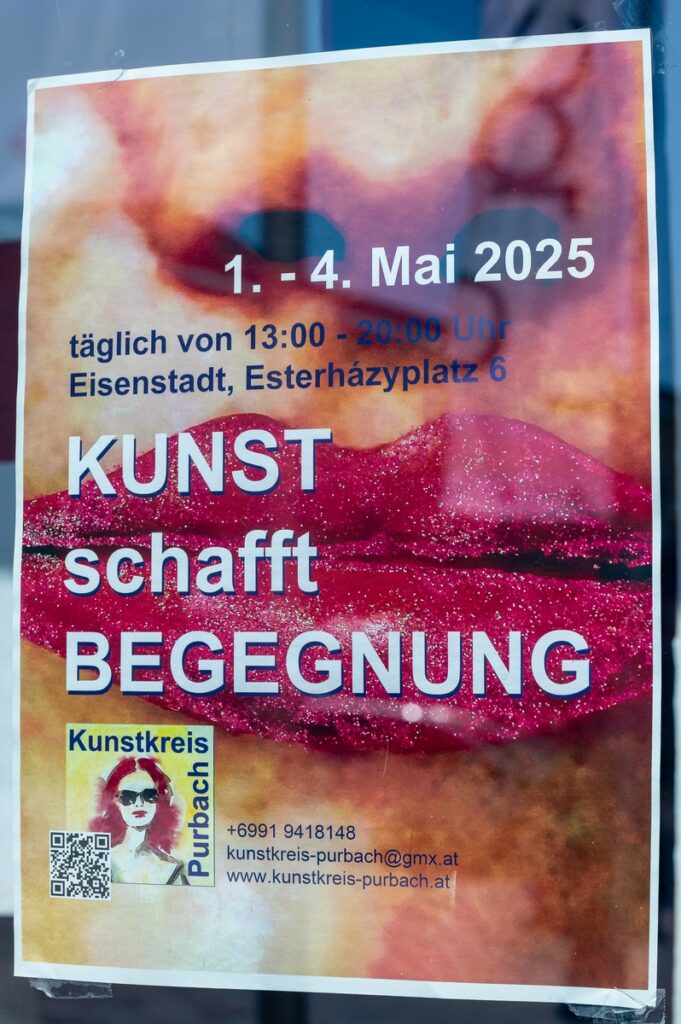 1. - 4. Mai 2025
täglich von 13:00 - 20:00 Uhr
Eisenstadt, Esterházyplatz 6
KUNST
schafft
BEGEGNUNG
Kunstkreis
Purbach
+6991 9418148
kunstkreis-purbach@gmx.at
www.kunstkreis-purbach.at